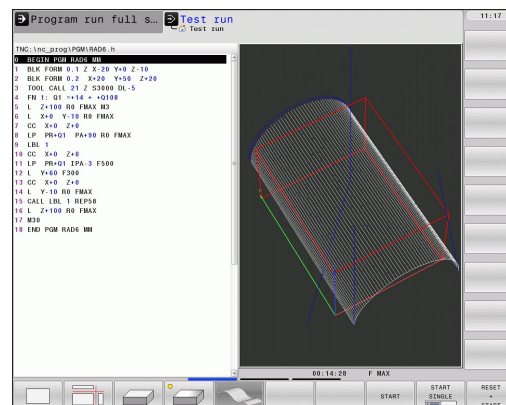 Program run full s…
Test run
Test run
11:17
TNC:\nc_prog\PGM\RAD6.h
0 BEGIN PGM RAD6 MM
1 BLK FORM 0.1 Z X-20 Y+0 Z-10
2 BLK FORM 0.2 X+20 Y+50 Z+20
3 TOOL CALL 21 Z S3000 DL-5
4 FN 1: Q1 =+14 + +Q108
5 L Z+100 R0 FMAX M3
6 L X+0 Y-10 R0 FMAX
7 CC X+0 Z+0
8 LP PR+Q1 PA+90 R0 FMAX
9 LBL 1
10 CC X+0 Z+0
11 LP PR+Q1 IPA-3 F500
12 L Y+60 F300
13 CC X+0 Z+0
14 L Y-10 R0 FMAX
15 CALL LBL 1 REP58
16 L Z+100 R0 FMAX
17 M30
18 END PGM RAD6 MM
00:14:28 F MAX
START
START SINGLE
RESET + START